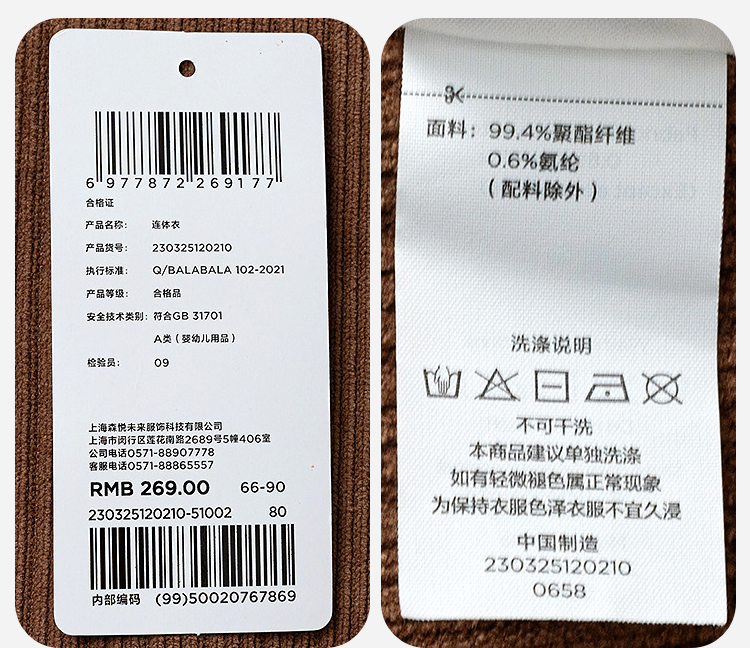 6 977872 269177
合格证
产品名称： 连体衣
产品货号： 230325120210
执行标准： Q/BALABALA 102-2021
产品等级： 合格品
安全技术类别：符合GB 31701
A类（婴幼儿用品）
检验员： 09
上海森悦未来服饰科技有限公司
上海市闵行区莲花南路2689号5幢406室
公司电话0571-88907778
客服电话0571-88865557
RMB 269.00 66-90
230325120210-51002 80
内部编码 (99)50020767869
面料：99.4%聚酯纤维
0.6%氨纶
（配料除外）
洗涤说明
不可干洗
本商品建议单独洗涤
如有轻微褪色属正常现象
为保持衣服色泽衣服不宜久浸
中国制造
230325120210
0658